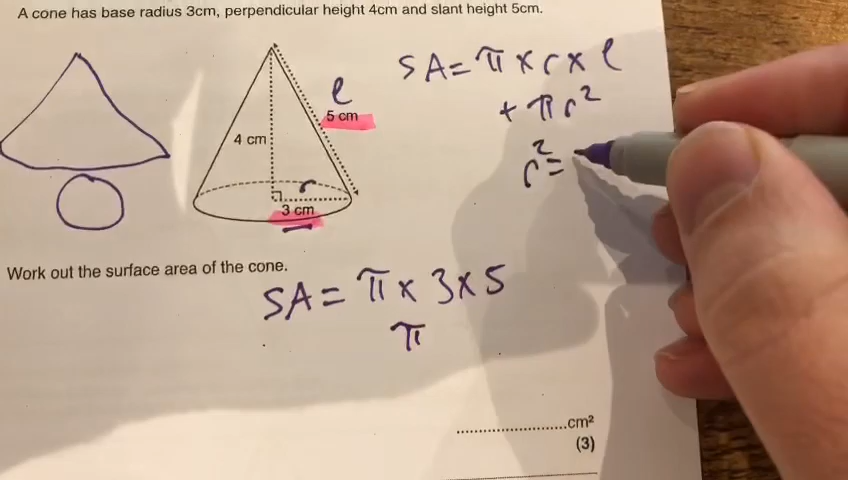 A cone has base radius 3cm, perpendicular height 4cm and slant height 5cm.
SA = π × r × l
+ πr²
r² =
l
5 cm
4 cm
r
3 cm
Work out the surface area of the cone.
SA = π × 3 × 5
π
..........................cm²
(3)